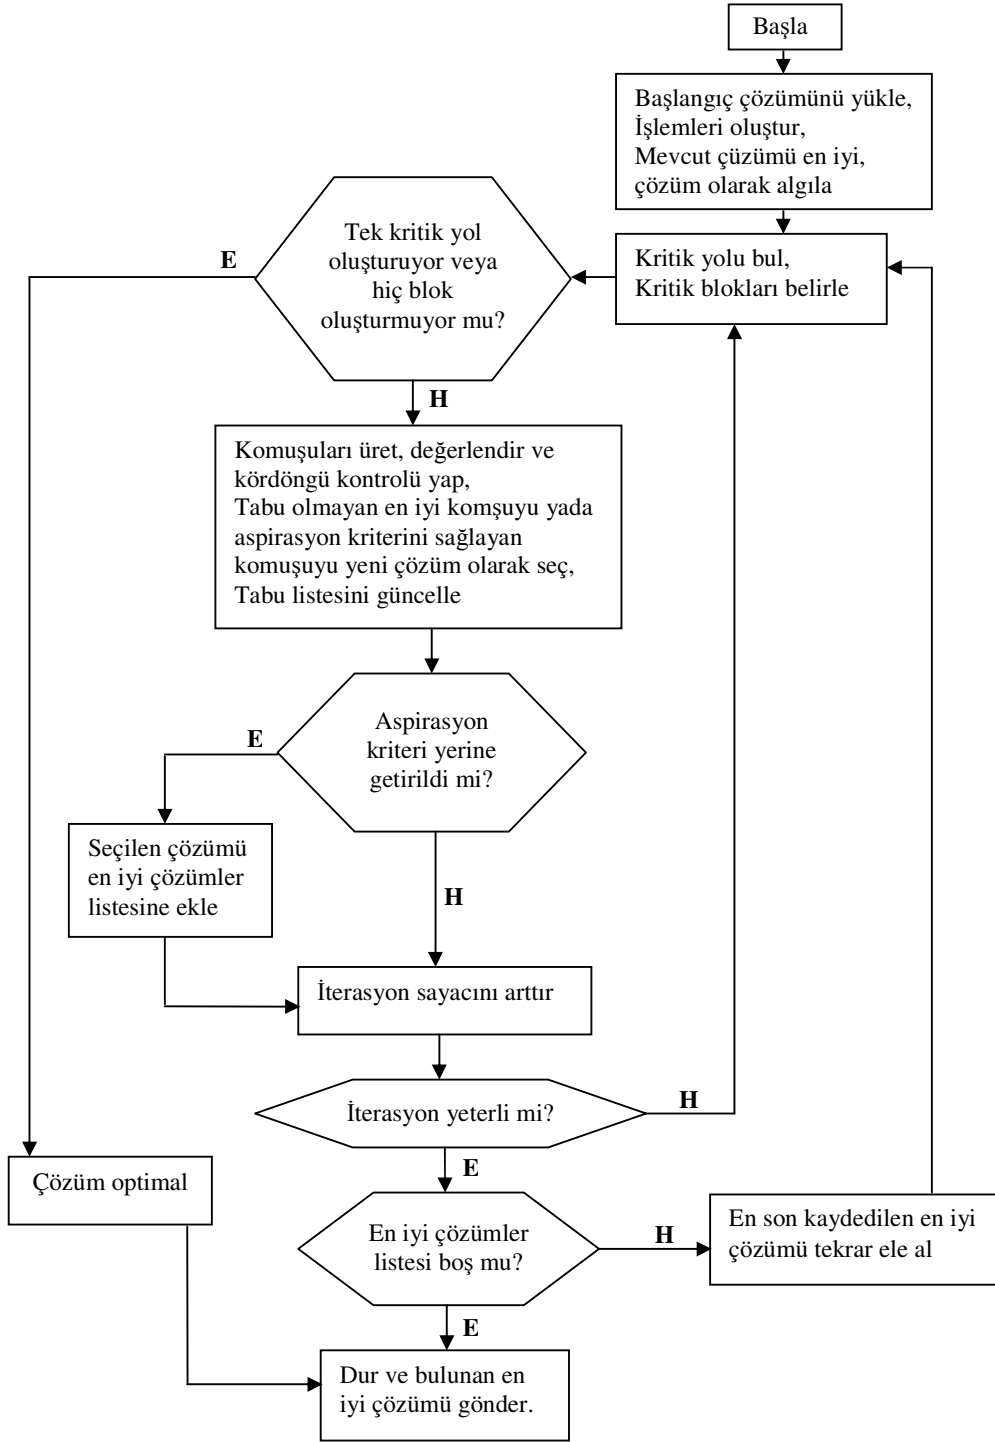 Başla
Başlangıç çözümünü yükle,
İşlemleri oluştur,
Mevcut çüzümü en iyi,
çözüm olarak algıla
Kritik yolu bul,
Kritik blokları belirle
Tek kritik yol
oluşturuyor veya
hiç blok
oluşturmuyor mu?
E
H
Komuşuları üret, değerlendir ve
kördöngü kontrolü yap,
Tabu olmayan en iyi komşuyu yada
aspirasyon kriterini sağlayan
komuşuyu yeni çözüm olarak seç,
Tabu listesini güncelle
Aspirasyon
kriteri yerine
getirildi mi?
E
Seçilen çözümü
en iyi çözümler
listesine ekle
H
İterasyon sayacını arttır
İterasyon yeterli mi?
H
E
Çözüm optimal
En iyi çözümler
listesi boş mu?
H
En son kaydedilen en iyi
çözümü tekrar ele al
E
Dur ve bulunan en
iyi çözümü gönder.